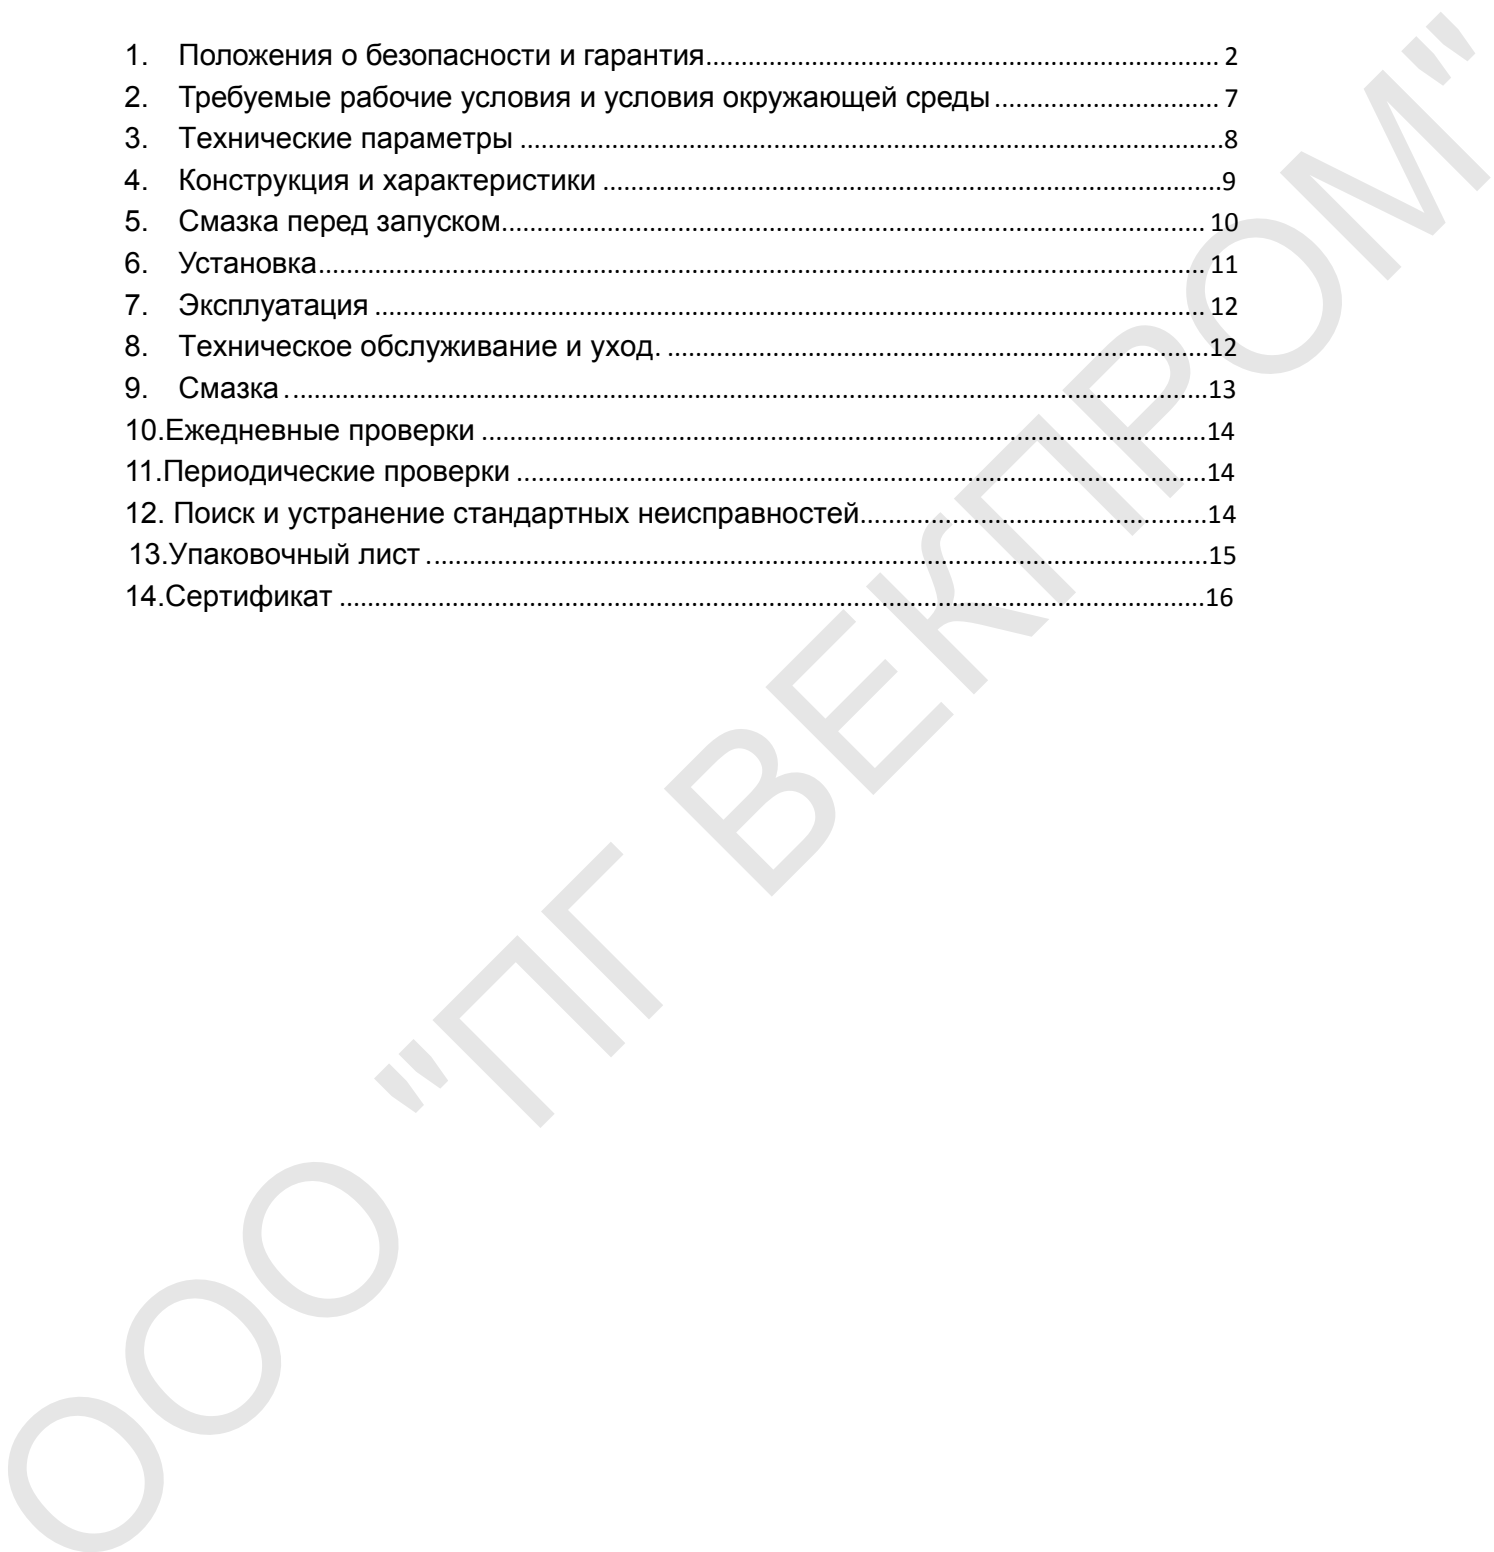 1. Положения о безопасности и гарантия........................................ 2
2. Требуемые рабочие условия и условия окружающей среды........................................ 7
3. Технические параметры ........................................8
4. Конструкция и характеристики ........................................9
5. Смазка перед запуском........................................ 10
6. Установка........................................ 11
7. Эксплуатация ........................................ 12
8. Техническое обслуживание и уход. ........................................12
9. Смазка ........................................13
10.Ежедневные проверки ........................................14
11.Периодические проверки ........................................14
12. Поиск и устранение стандартных неисправностей........................................14
13.Упаковочный лист ........................................15
14.Сертификат ........................................16
ООО "ПГ ВЕКПРОМ"